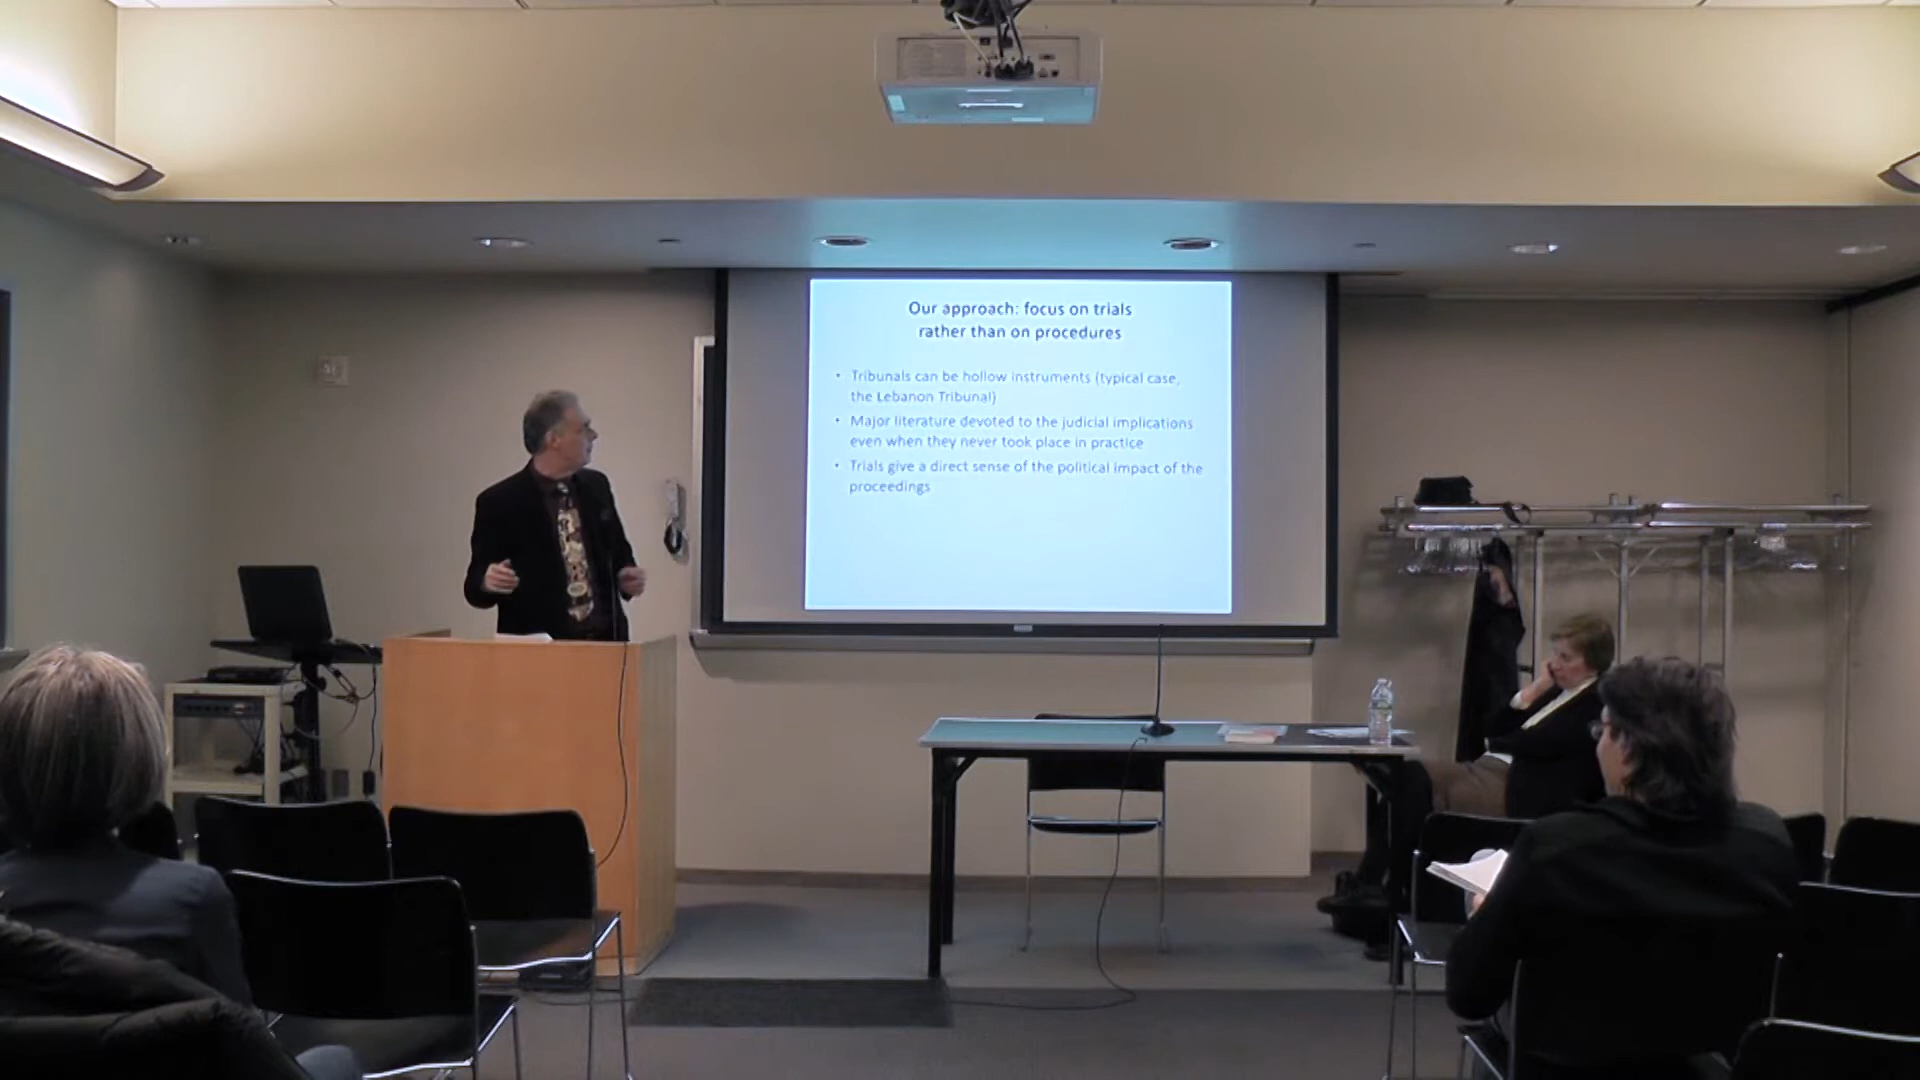 Our approach: focus on trials
rather than on procedures
• Tribunals can be hollow instruments (typical case,
the Lebanon Tribunal)
• Major literature devoted to the judicial implications
even when they never took place in practice
• Trials give a direct sense of the political impact of the
proceedings